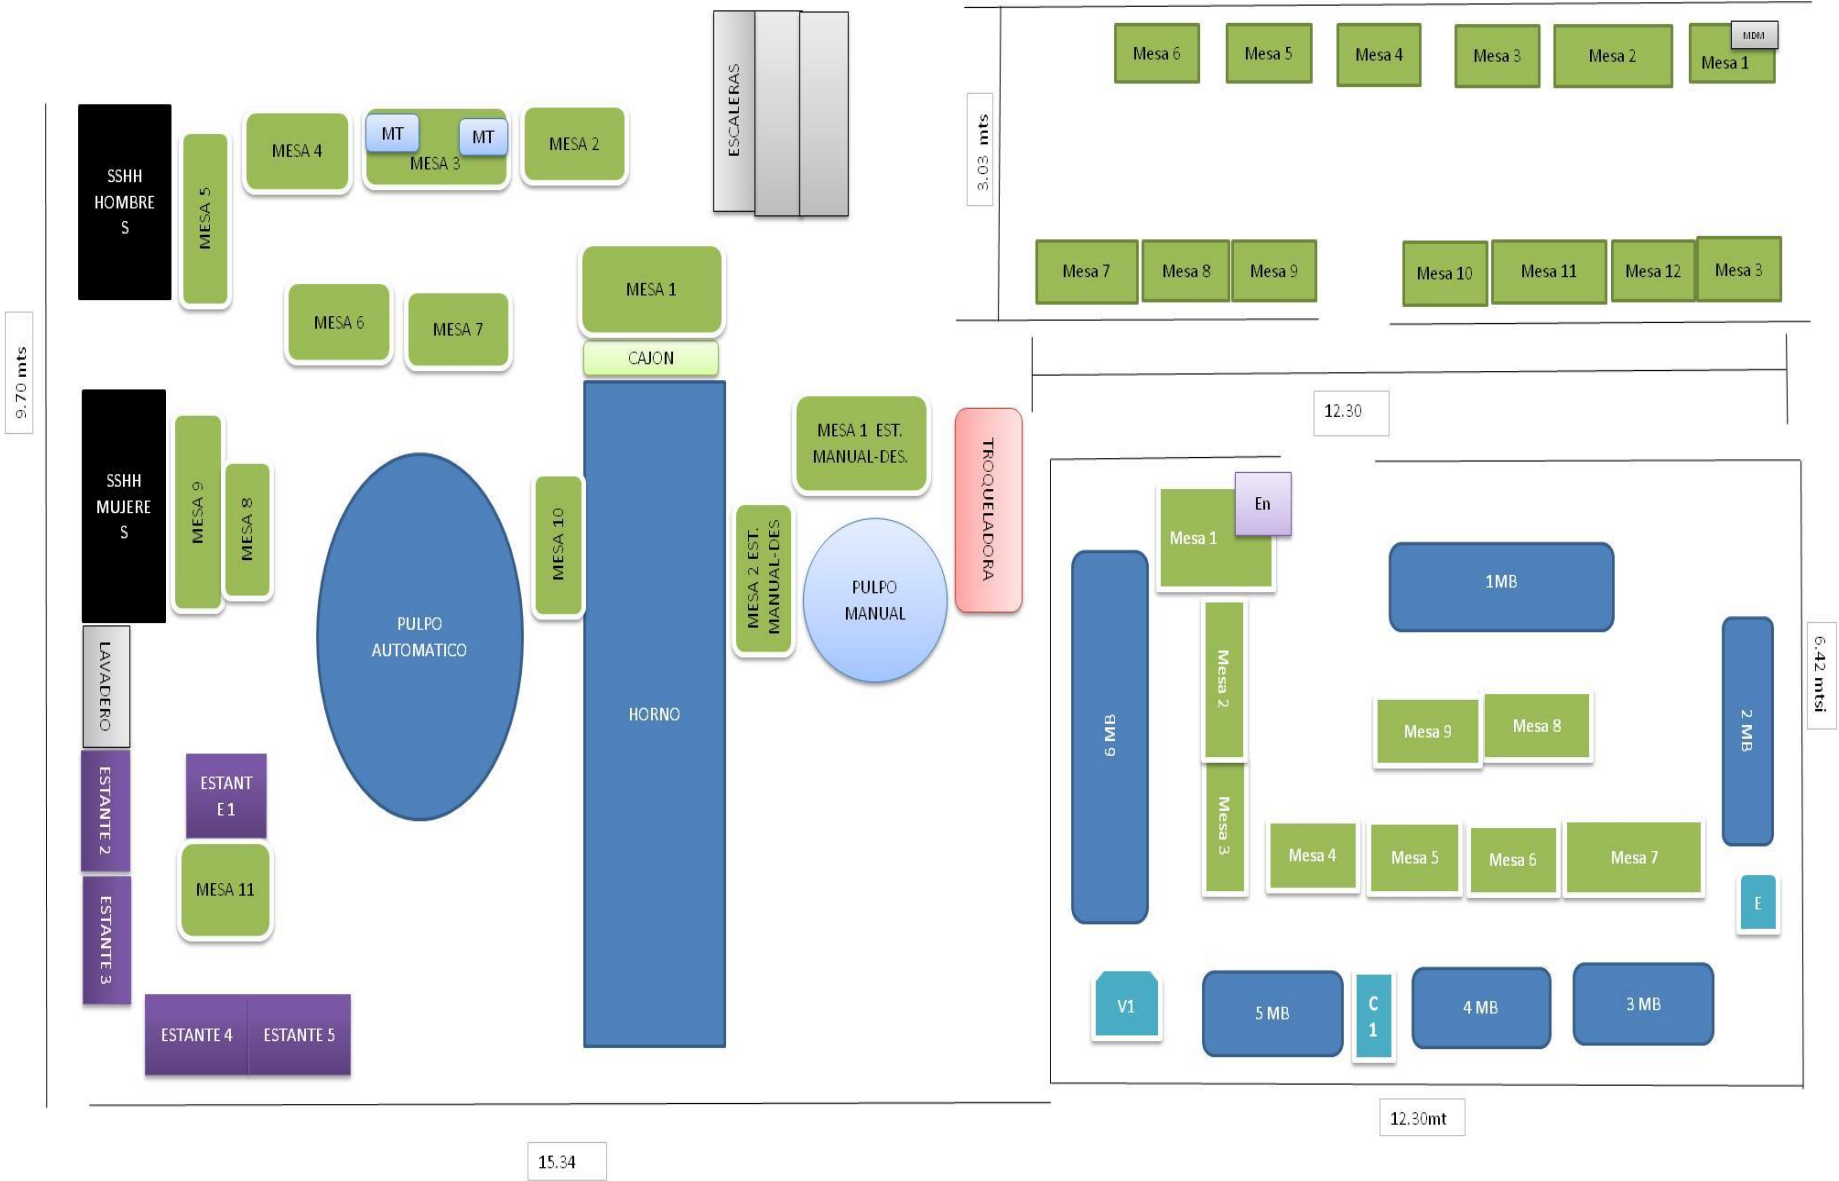 9.70 mts
SSHH
HOMBRE
S
MESA 5
MESA 4
MT
MT
MESA 3
MESA 2
ESCALERAS
MESA 6
MESA 7
MESA 1
CAJON
SSHH
MUJERE
S
MESA 9
MESA 8
PULPO
AUTOMATICO
MESA 10
HORNO
MESA 1 EST.
MANUAL-DES.
MESA 2 EST.
MANUAL-DES
PULPO
MANUAL
TROQUELADORA
LAVADERO
ESTANTE 2
ESTANTE 3
ESTANT
E 1
MESA 11
ESTANTE 4
ESTANTE 5
15.34
3.03 mts
Mesa 6
Mesa 5
Mesa 4
Mesa 3
Mesa 2
Mesa 1
MDM
Mesa 7
Mesa 8
Mesa 9
Mesa 10
Mesa 11
Mesa 12
Mesa 3
12.30
Mesa 1
En
6 MB
Mesa 2
Mesa 3
1MB
2 MB
6.42 mtsi
Mesa 9
Mesa 8
Mesa 4
Mesa 5
Mesa 6
Mesa 7
E
V1
5 MB
C
1
4 MB
3 MB
12.30mt